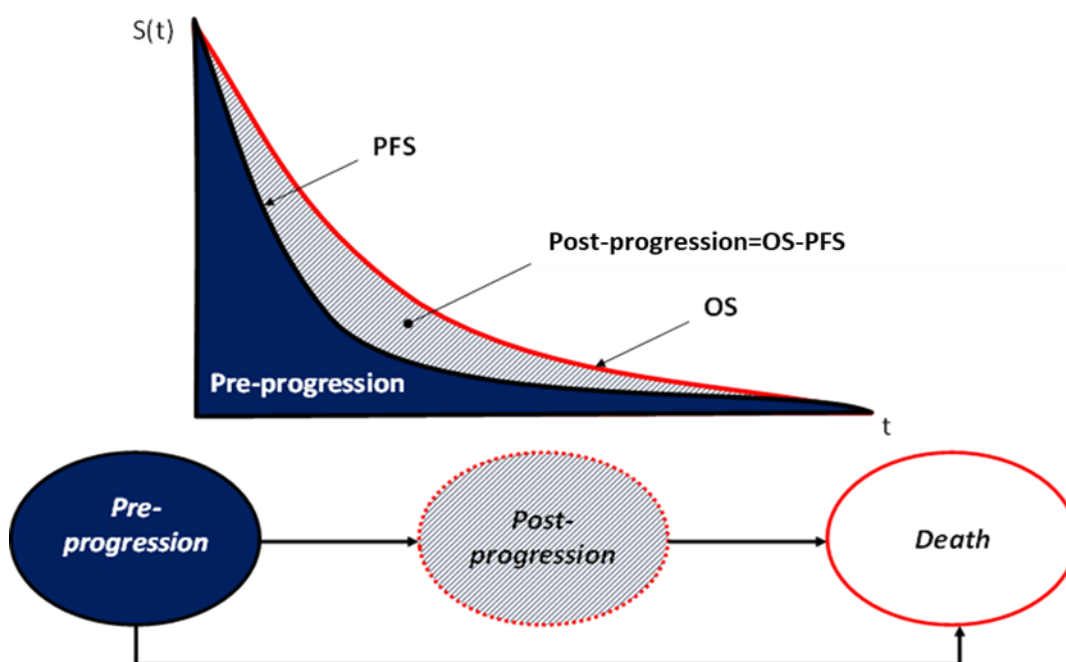 S(t)
PFS
Post-progression=OS-PFS
OS
Pre-progression
t
Pre-
progression
Post-
progression
Death